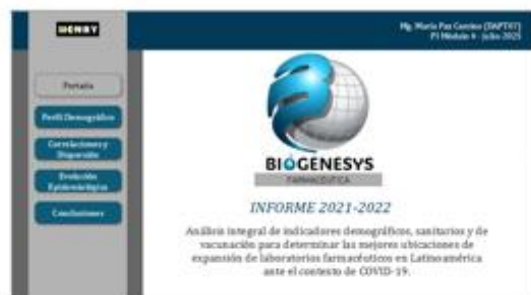 HENRY
Mg. María Paz Camino (DAPT07)
PI Módulo 4 - Julio 2025
Portada
Perfil Demográfico
Correlaciones y
Dispersión
Evolución
Epidemiológica
Conclusiones
BIOGENESYS
FARMACEUTICA
INFORME 2021-2022
Análisis integral de indicadores demográficos, sanitarios y de
vacunación para determinar las mejores ubicaciones de
expansión de laboratorios farmacéuticos en Latinoamérica
ante el contexto de COVID-19.